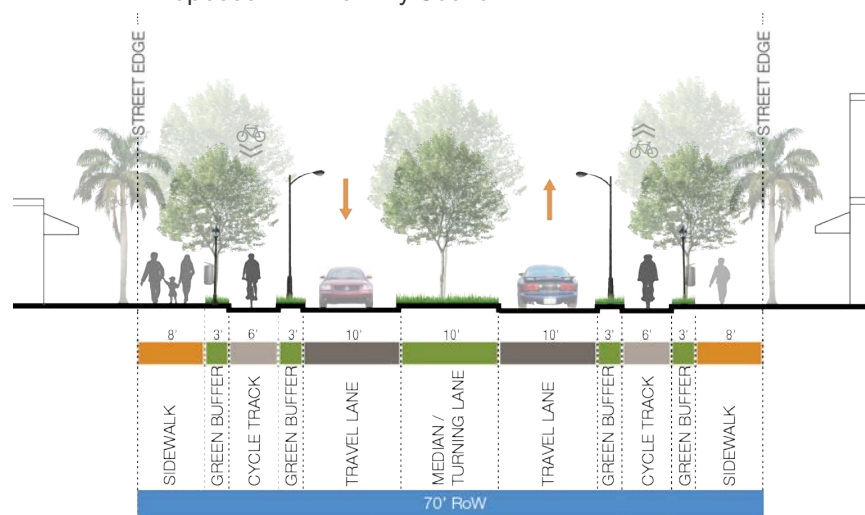 STREET EDGE
STREET EDGE
8'
3'
6'
3'
10'
10'
10'
3'
6'
3'
8'
SIDEWALK
GREEN BUFFER
CYCLE TRACK
GREEN BUFFER
TRAVEL LANE
MEDIAN /
TURNING LANE
TRAVEL LANE
GREEN BUFFER
CYCLE TRACK
GREEN BUFFER
SIDEWALK
70' RoW